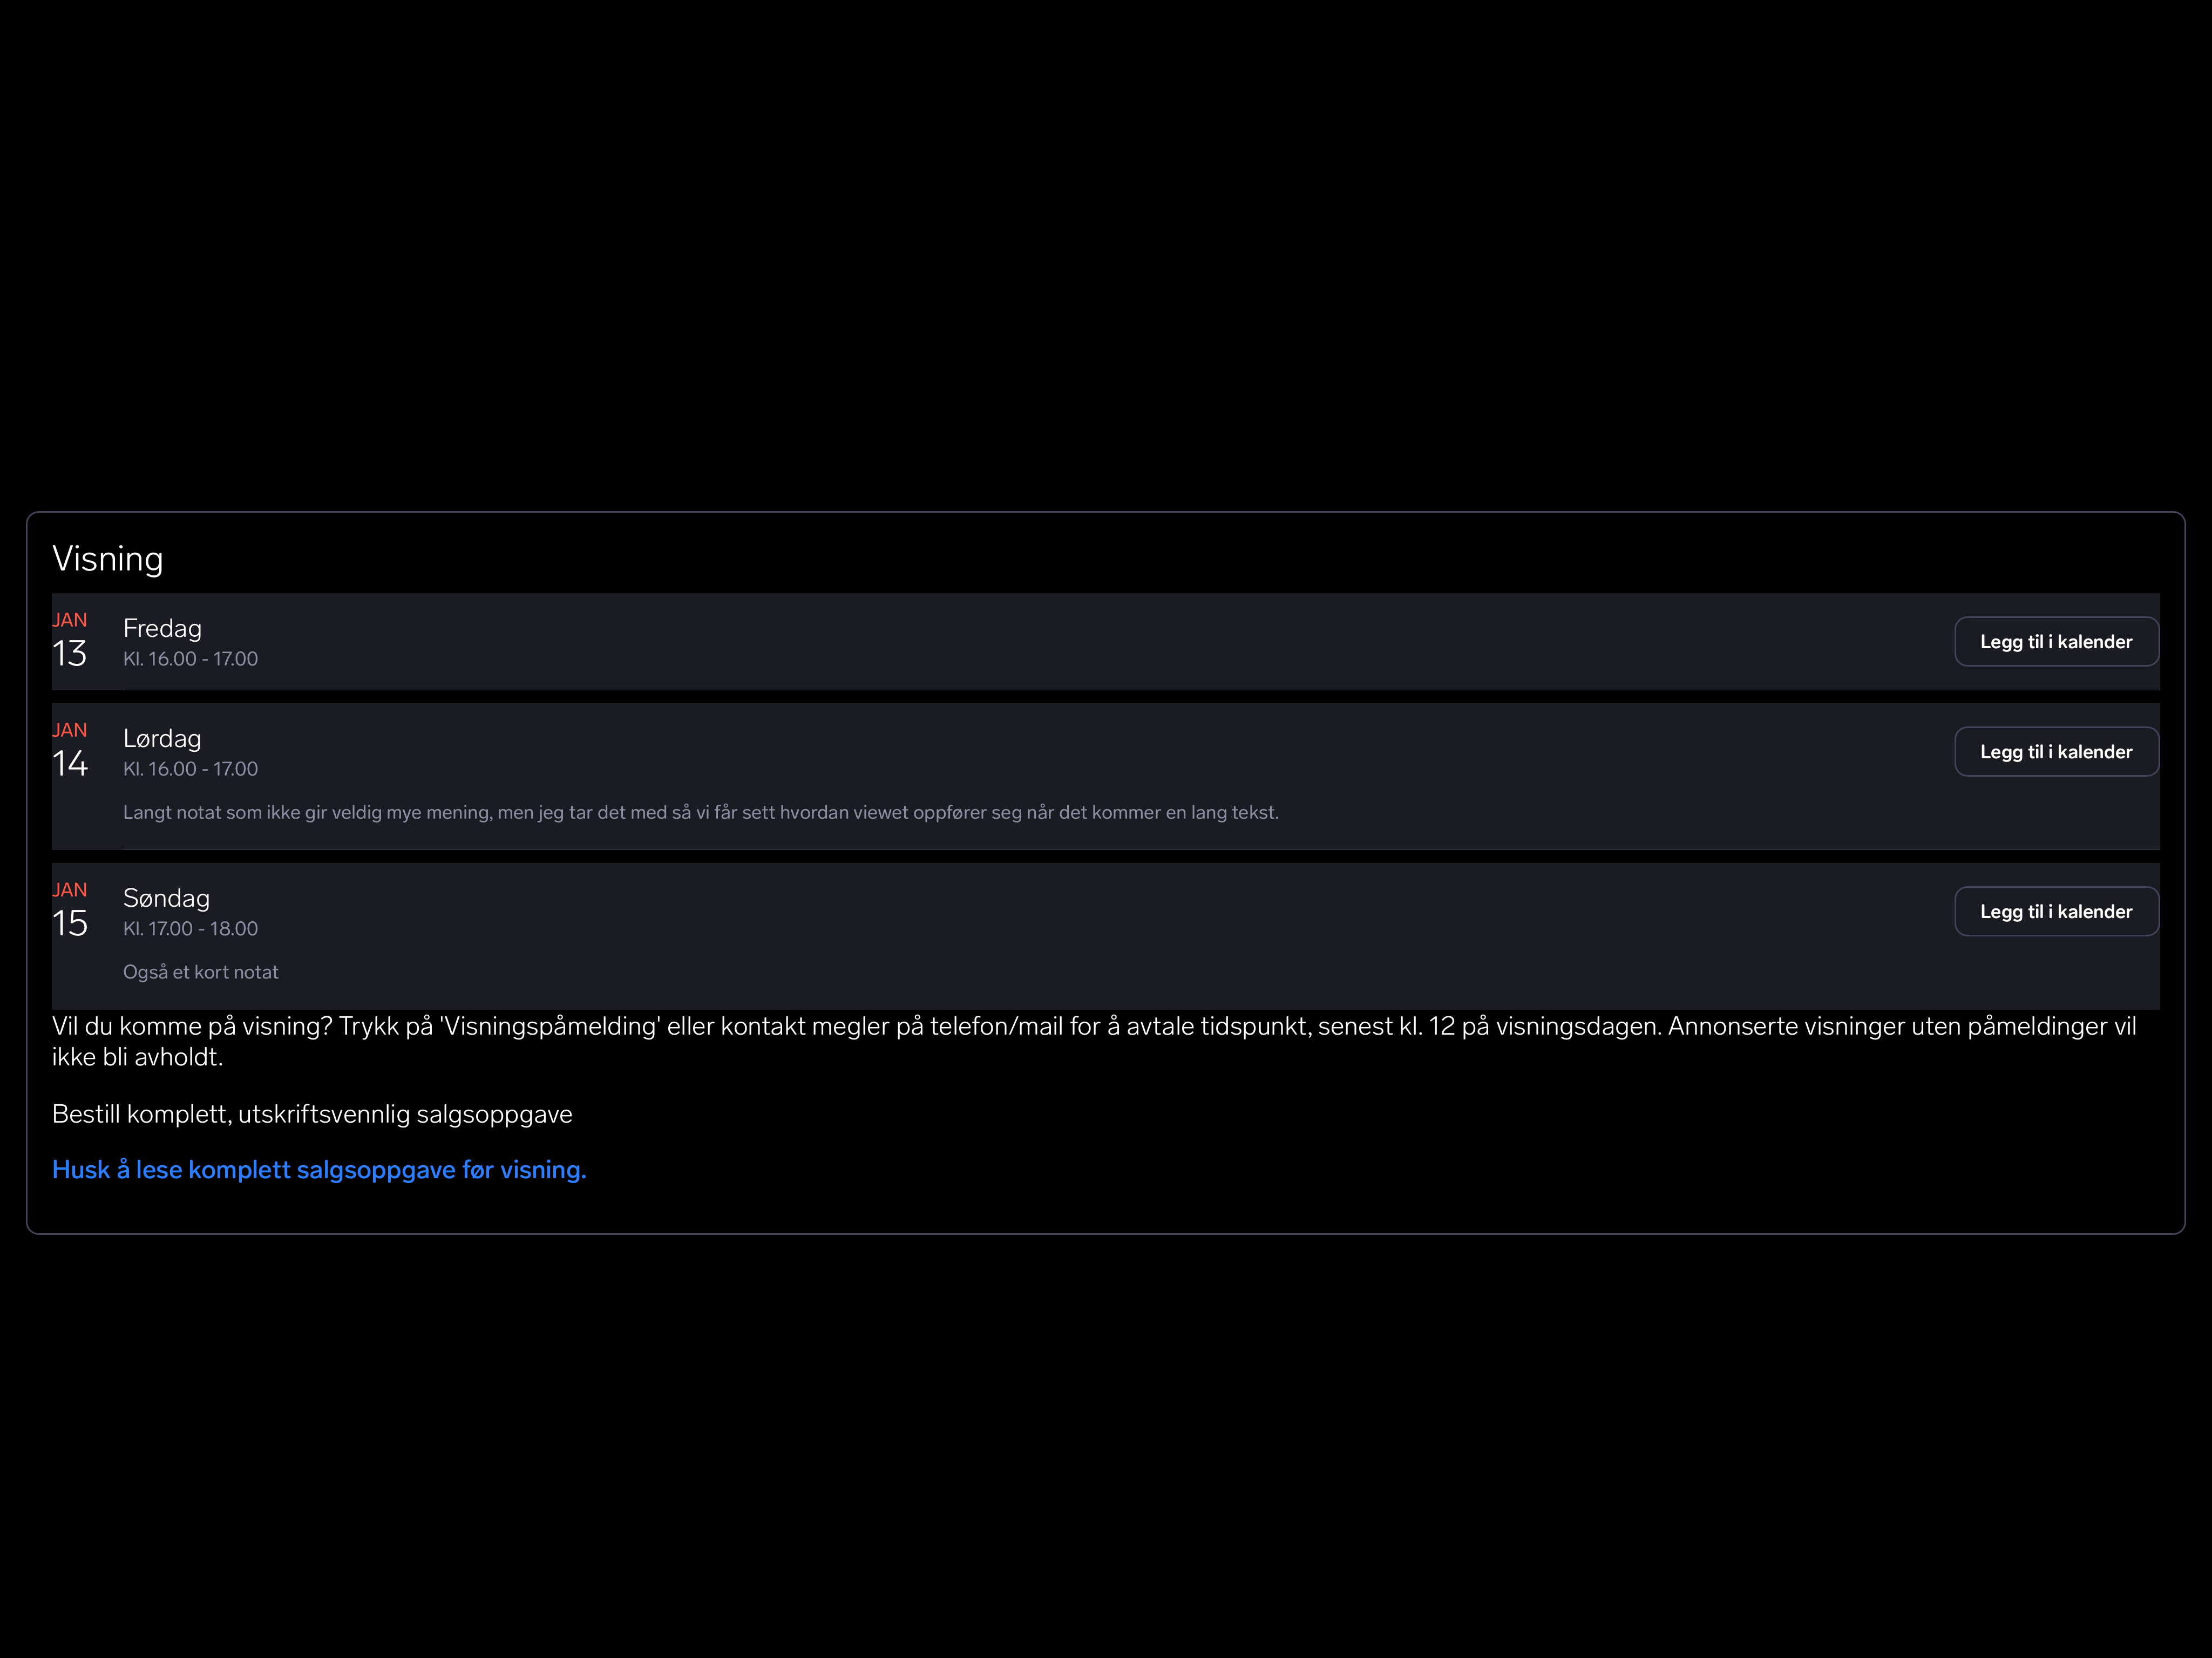 Visning
JAN
13
Fredag
Kl. 16.00 - 17.00
Legg til i kalender
JAN
14
Lørdag
Kl. 16.00 - 17.00
Legg til i kalender
Langt notat som ikke gir veldig mye mening, men jeg tar det med så vi får sett hvordan viewet oppfører seg når det kommer en lang tekst.
JAN
15
Søndag
Kl. 17.00 - 18.00
Legg til i kalender
Også et kort notat
Vil du komme på visning? Trykk på 'Visningspåmelding' eller kontakt megler på telefon/mail for å avtale tidspunkt, senest kl. 12 på visningsdagen. Annonserte visninger uten påmeldinger vil
ikke bli avholdt.
Bestill komplett, utskriftsvennlig salgsoppgave
Husk å lese komplett salgsoppgave før visning.